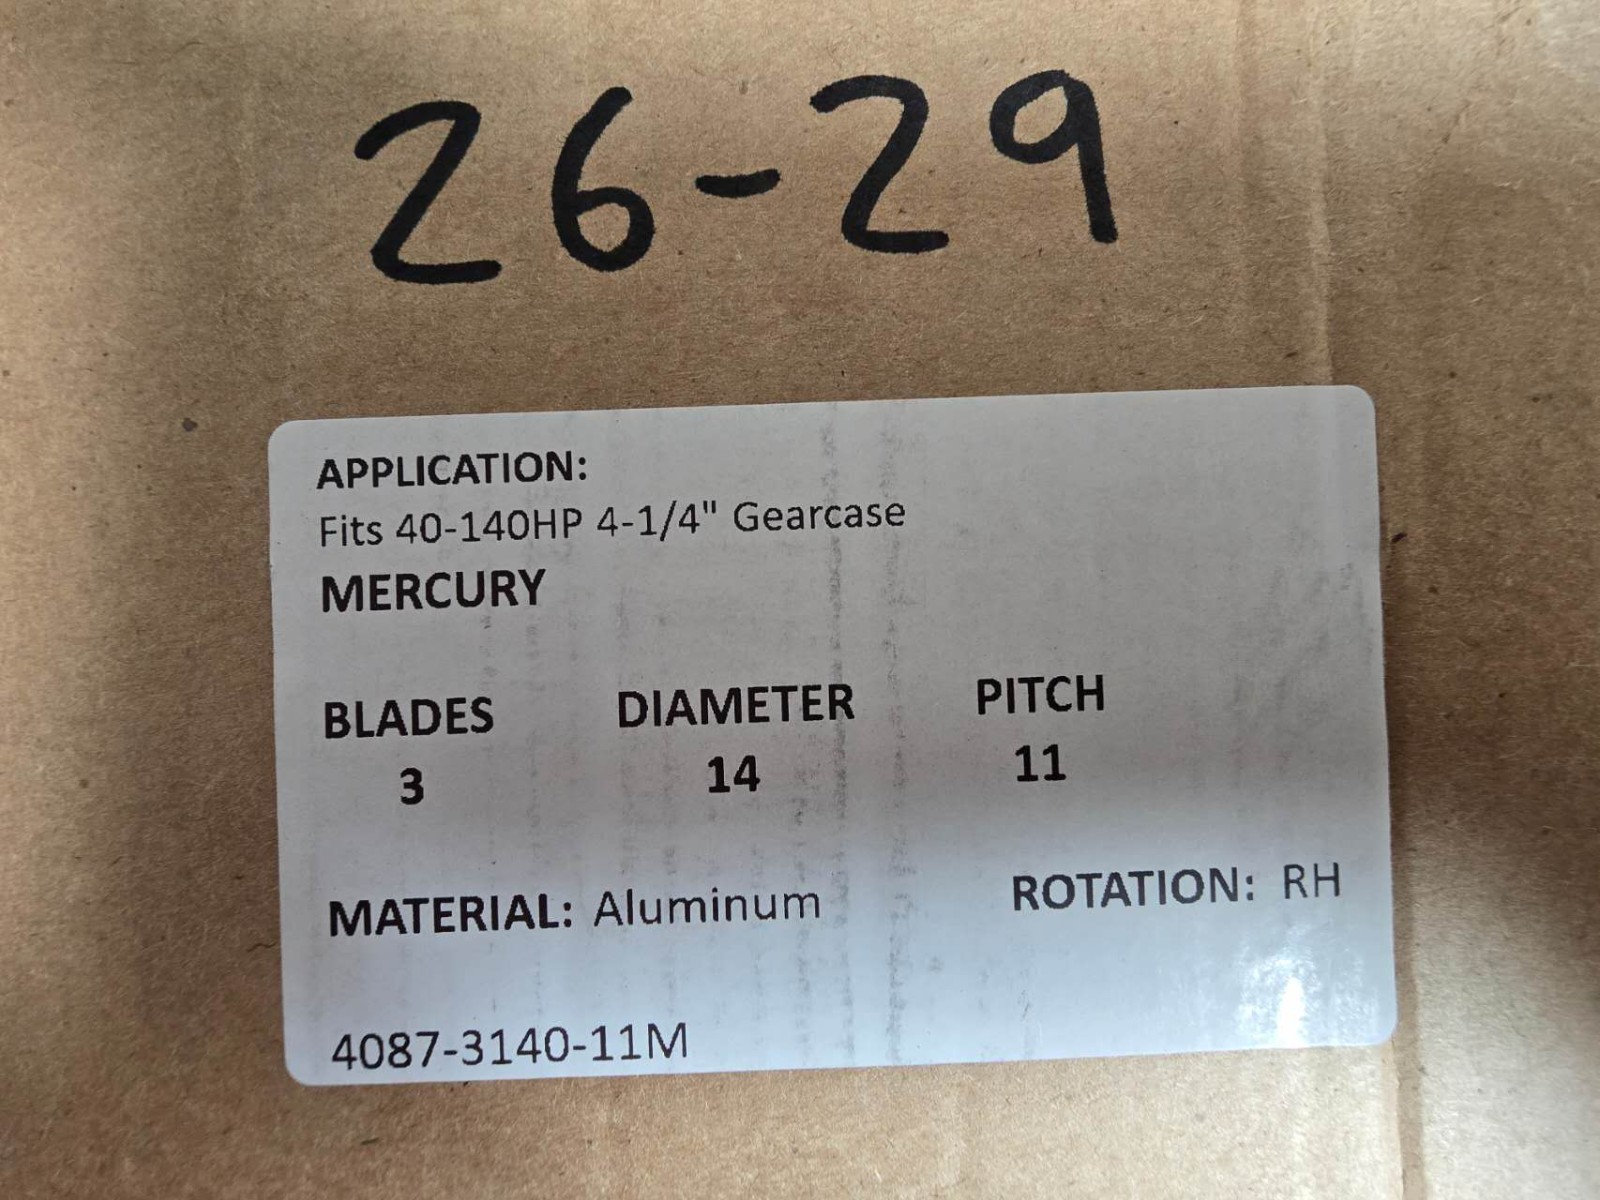 26-29
APPLICATION:
Fits 40-140HP 4-1/4" Gearcase
MERCURY
BLADES DIAMETER PITCH
3 14 11
MATERIAL: Aluminum ROTATION: RH
4087-3140-11M